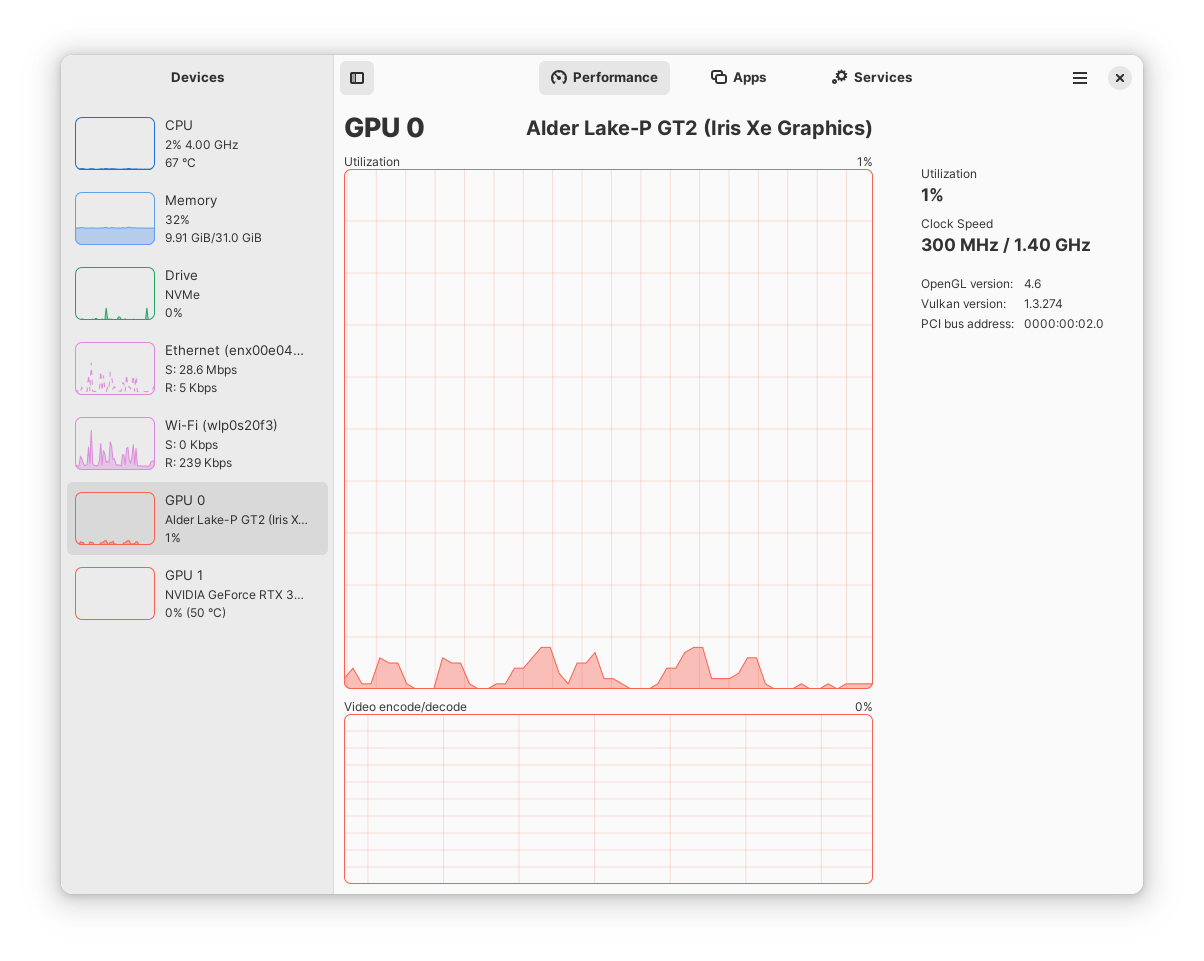 Devices
Performance
Apps
Services
CPU
2% 4.00 GHz
67 °C
Memory
32%
9.91 GiB/31.0 GiB
Drive
NVMe
0%
Ethernet (enx00e04...
S: 28.6 Mbps
R: 5 Kbps
Wi-Fi (wlp0s20f3)
S: 0 Kbps
R: 239 Kbps
GPU 0
Alder Lake-P GT2 (Iris X...
1%
GPU 1
NVIDIA GeForce RTX 3...
0% (50 °C)
GPU 0
Alder Lake-P GT2 (Iris Xe Graphics)
Utilization
1%
Video encode/decode
0%
Utilization
1%
Clock Speed
300 MHz / 1.40 GHz
OpenGL version: 4.6
Vulkan version: 1.3.274
PCI bus address: 0000:00:02.0